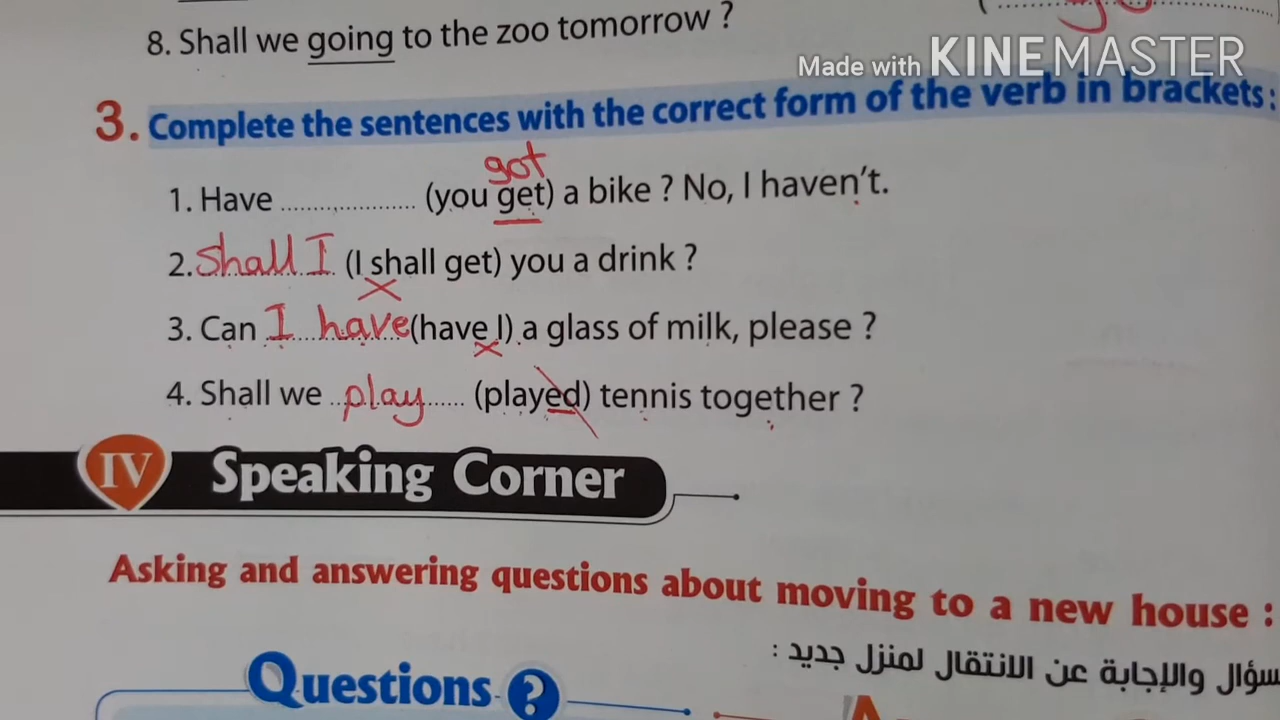 8. Shall we going to the zoo tomorrow ?
Made with KINEMASTER
3. Complete the sentences with the correct form of the verb in brackets :
got
1. Have .................... (you get) a bike ? No, I haven't.
2. Shall I (I shall get) you a drink ?
3. Can I have (have I) a glass of milk, please ?
4. Shall we play (played) tennis together ?
IV Speaking Corner
Asking and answering questions about moving to a new house :
سؤال والإجابة عن الانتقال لمنزل جديد :
Questions ?